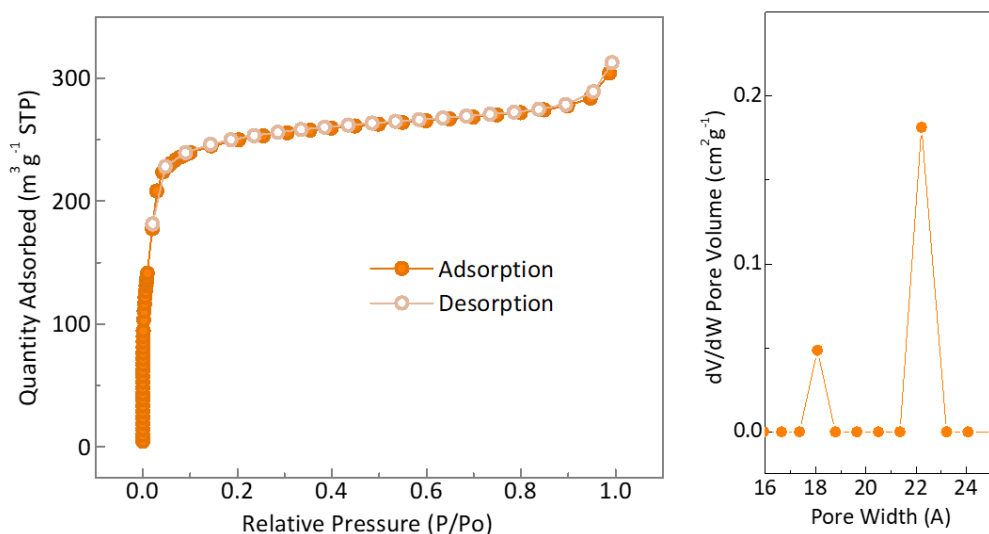 Quantity Adsorbed (m³ g⁻¹ STP)
300
200
100
0
Adsorption
Desorption
0.0 0.2 0.4 0.6 0.8 1.0
Relative Pressure (P/Po)
dV/dW Pore Volume (cm² g⁻¹)
0.2
0.1
0.0
16 18 20 22 24
Pore Width (A)